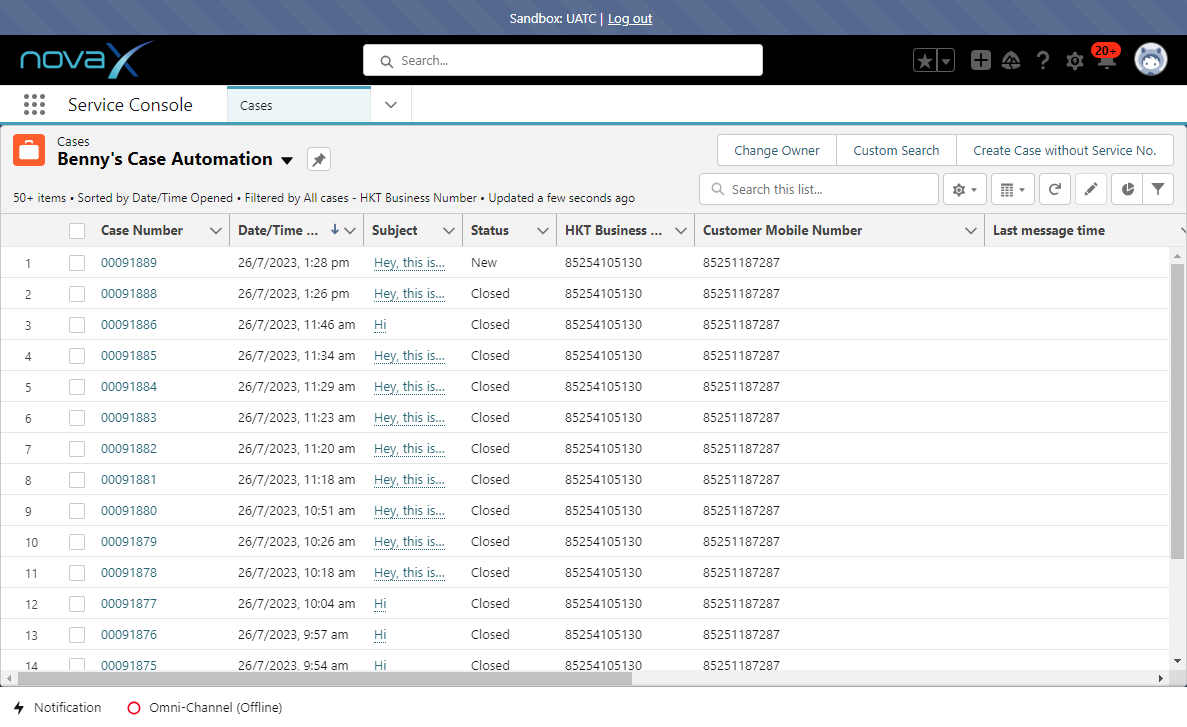 Sandbox: UATC | Log out
novaX Search... 20+
Service Console Cases
Cases
Benny's Case Automation
Change Owner Custom Search Create Case without Service No.
50+ items • Sorted by Date/Time Opened • Filtered by All cases - HKT Business Number • Updated a few seconds ago
Search this list...
Case Number Date/Time ... Subject Status HKT Business ... Customer Mobile Number Last message time
1 00091889 26/7/2023, 1:28 pm Hey, this is... New 85254105130 85251187287
2 00091888 26/7/2023, 1:26 pm Hey, this is... Closed 85254105130 85251187287
3 00091886 26/7/2023, 11:46 am Hi Closed 85254105130 85251187287
4 00091885 26/7/2023, 11:34 am Hey, this is... Closed 85254105130 85251187287
5 00091884 26/7/2023, 11:29 am Hey, this is... Closed 85254105130 85251187287
6 00091883 26/7/2023, 11:23 am Hey, this is... Closed 85254105130 85251187287
7 00091882 26/7/2023, 11:20 am Hey, this is... Closed 85254105130 85251187287
8 00091881 26/7/2023, 11:18 am Hey, this is... Closed 85254105130 85251187287
9 00091880 26/7/2023, 10:51 am Hey, this is... Closed 85254105130 85251187287
10 00091879 26/7/2023, 10:26 am Hey, this is... Closed 85254105130 85251187287
11 00091878 26/7/2023, 10:18 am Hey, this is... Closed 85254105130 85251187287
12 00091877 26/7/2023, 10:04 am Hi Closed 85254105130 85251187287
13 00091876 26/7/2023, 9:57 am Hi Closed 85254105130 85251187287
14 00091875 26/7/2023, 9:54 am Hi Closed 85254105130 85251187287
Notification Omni-Channel (Offline)